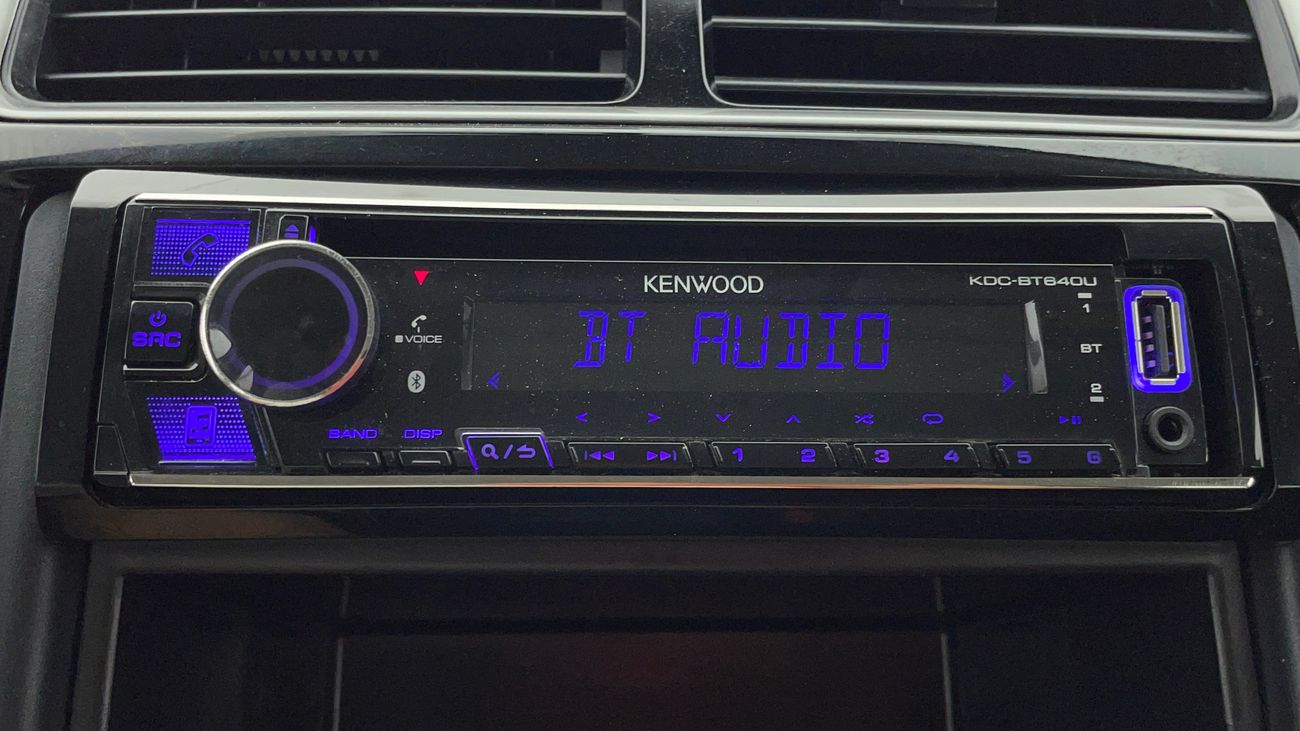 KENWOOD
KDC-BT640U
SRC
VOICE
BT AUDIO
1
BT
2
BAND DISP
1 2 3 4 5 6